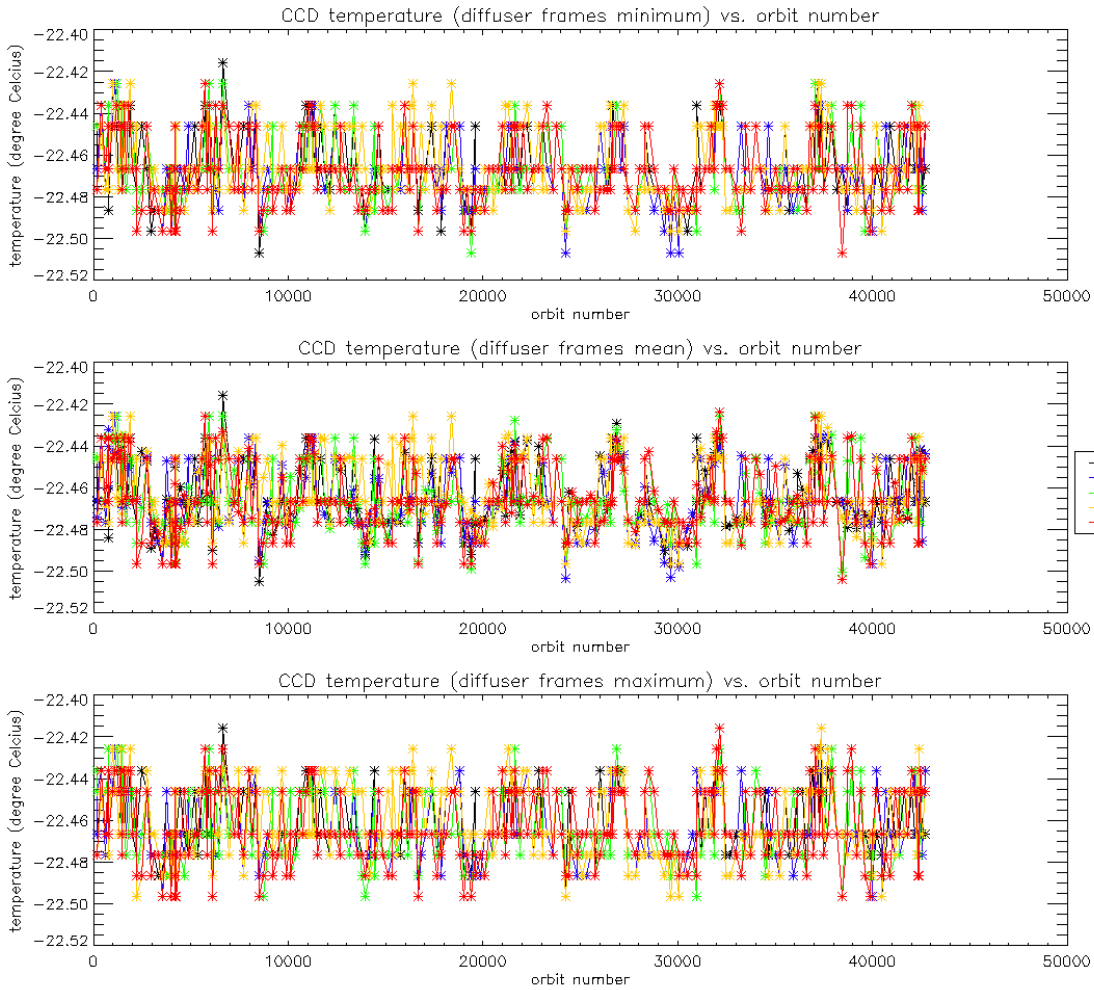 CCD temperature (diffuser frames minimum) vs. orbit number
temperature (degree Celcius)
-22.40
-22.42
-22.44
-22.46
-22.48
-22.50
-22.52
0 10000 20000 30000 40000 50000
orbit number
CCD temperature (diffuser frames mean) vs. orbit number
temperature (degree Celcius)
-22.40
-22.42
-22.44
-22.46
-22.48
-22.50
-22.52
0 10000 20000 30000 40000 50000
orbit number
CCD temperature (diffuser frames maximum) vs. orbit number
temperature (degree Celcius)
-22.40
-22.42
-22.44
-22.46
-22.48
-22.50
-22.52
0 10000 20000 30000 40000 50000
orbit number